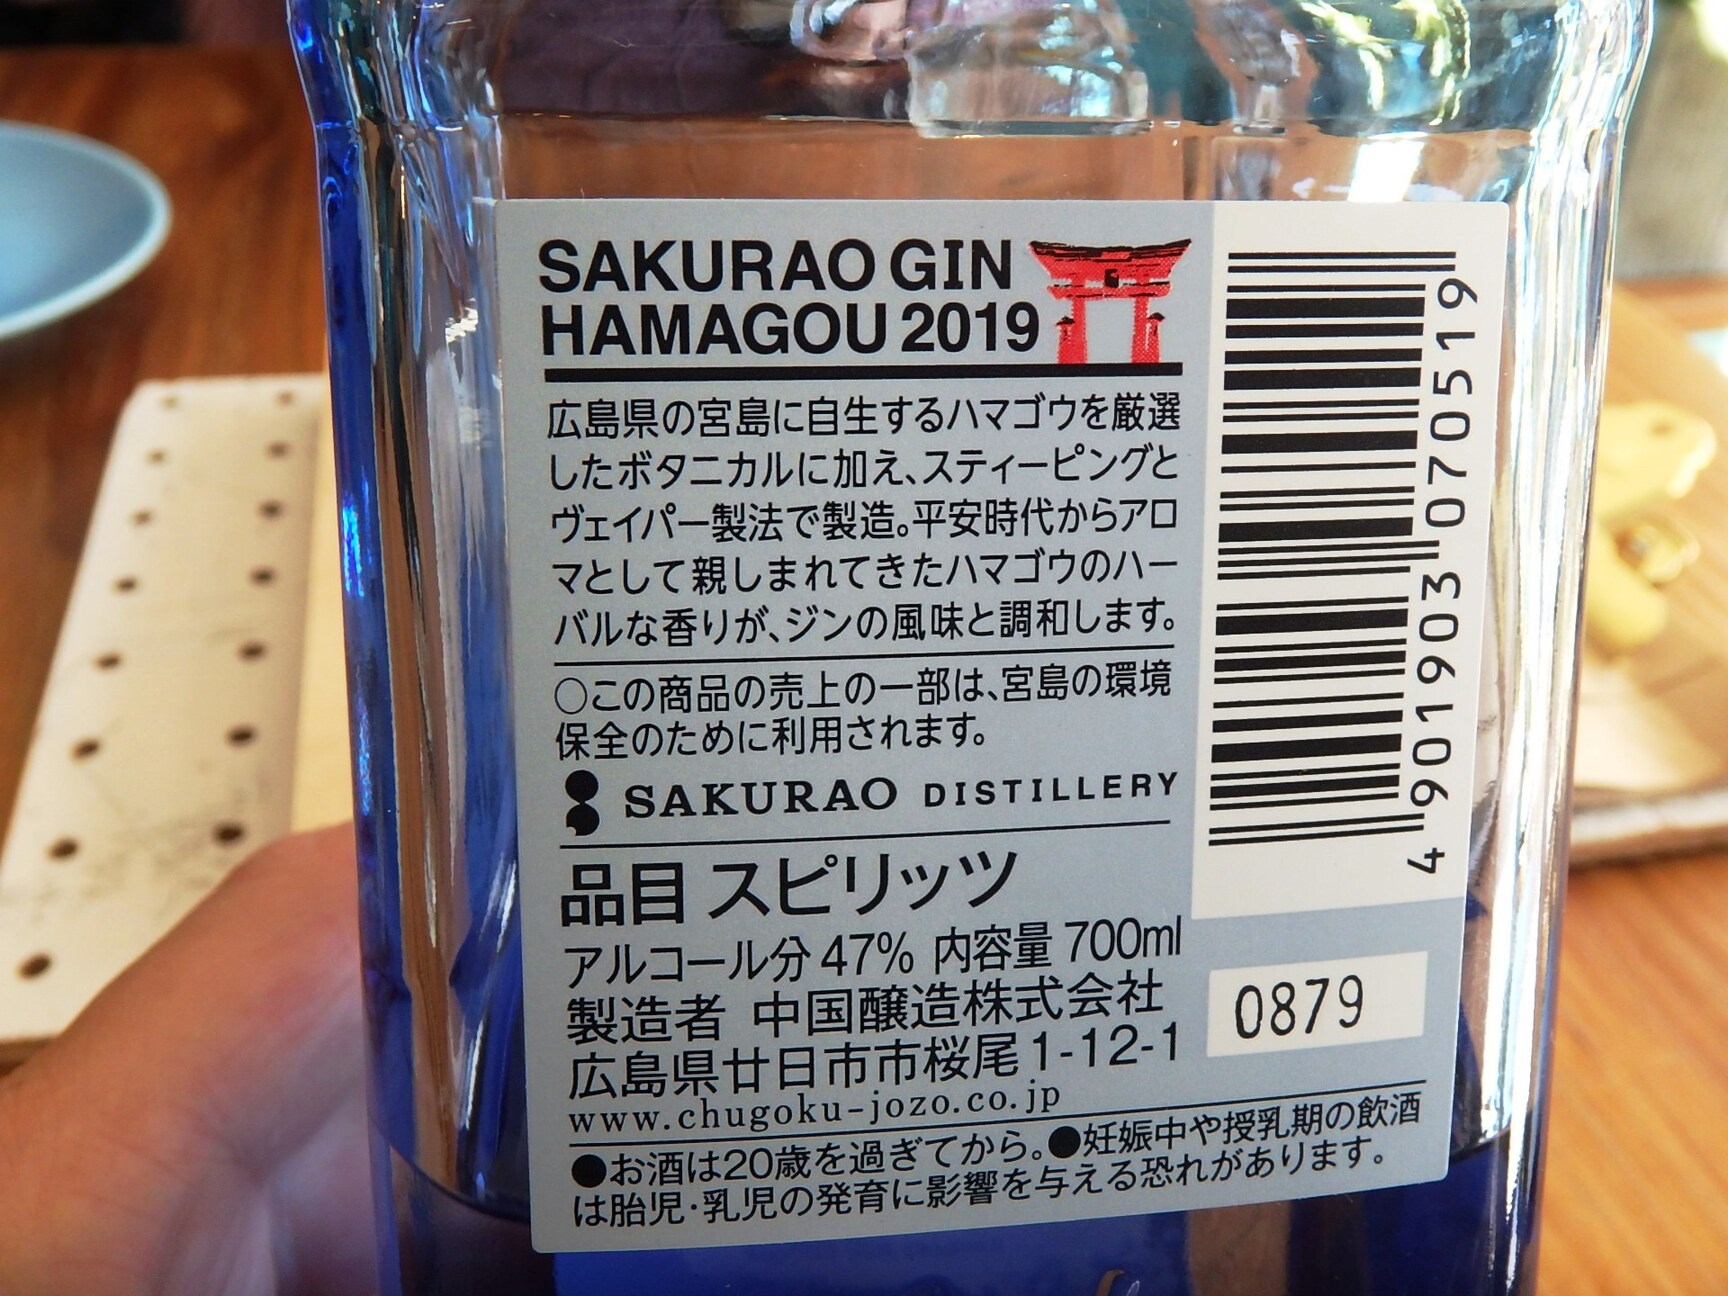 SAKURAO GIN
HAMAGOU 2019
広島県の宮島に自生するハマゴウを厳選
したボタニカルに加え、スティーピングと
ヴェイパー製法で製造。平安時代からアロ
マとして親しまれてきたハマゴウのハー
バルな香りが、ジンの風味と調和します。
○この商品の売上の一部は、宮島の環境
保全のために利用されます。
SAKURAO DISTILLERY
品目 スピリッツ
アルコール分 47% 内容量 700ml
製造者 中国醸造株式会社
広島県廿日市市桜尾1-12-1
www.chugoku-jozo.co.jp
●お酒は20歳を過ぎてから。●妊娠中や授乳期の飲酒
は胎児・乳児の発育に影響を与える恐れがあります。
4 901903 070519
0879